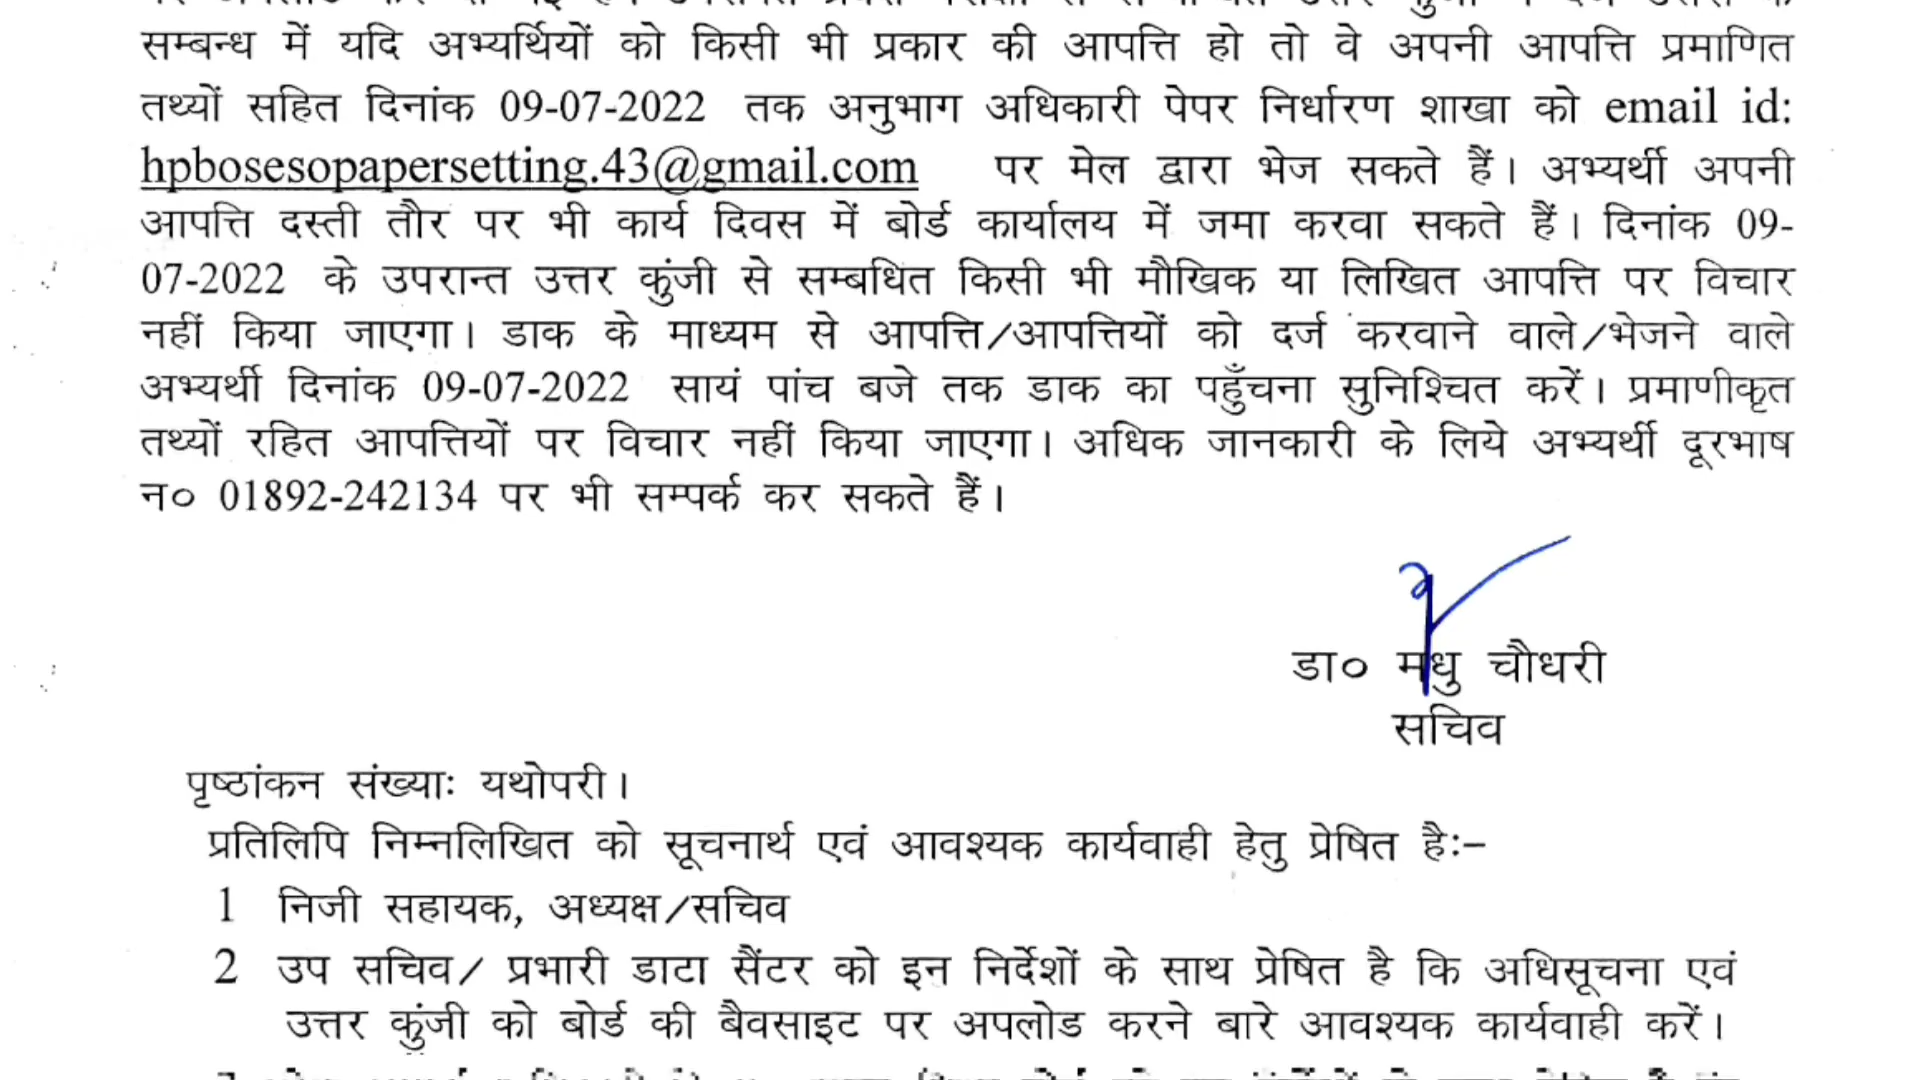 सम्बन्ध में यदि अभ्यर्थियों को किसी भी प्रकार की आपत्ति हो तो वे अपनी आपत्ति प्रमाणित
तथ्यों सहित दिनांक 09-07-2022 तक अनुभाग अधिकारी पेपर निर्धारण शाखा को email id:
hpbosesopapersetting.43@gmail.com पर मेल द्वारा भेज सकते हैं। अभ्यर्थी अपनी
आपत्ति दस्ती तौर पर भी कार्य दिवस में बोर्ड कार्यालय में जमा करवा सकते हैं। दिनांक 09-
07-2022 के उपरान्त उत्तर कुंजी से सम्बधित किसी भी मौखिक या लिखित आपत्ति पर विचार
नहीं किया जाएगा। डाक के माध्यम से आपत्ति/आपत्तियों को दर्ज करवाने वाले/भेजने वाले
अभ्यर्थी दिनांक 09-07-2022 सायं पांच बजे तक डाक का पहुँचना सुनिश्चित करें। प्रमाणीकृत
तथ्यों रहित आपत्तियों पर विचार नहीं किया जाएगा। अधिक जानकारी के लिये अभ्यर्थी दूरभाष
न० 01892-242134 पर भी सम्पर्क कर सकते हैं।
डा० मधु चौधरी
सचिव
पृष्ठांकन संख्याः यथोपरी।
प्रतिलिपि निम्नलिखित को सूचनार्थ एवं आवश्यक कार्यवाही हेतु प्रेषित हैः–
1 निजी सहायक, अध्यक्ष/सचिव
2 उप सचिव/ प्रभारी डाटा सैंटर को इन निर्देशों के साथ प्रेषित है कि अधिसूचना एवं
उत्तर कुंजी को बोर्ड की बैवसाइट पर अपलोड करने बारे आवश्यक कार्यवाही करें।